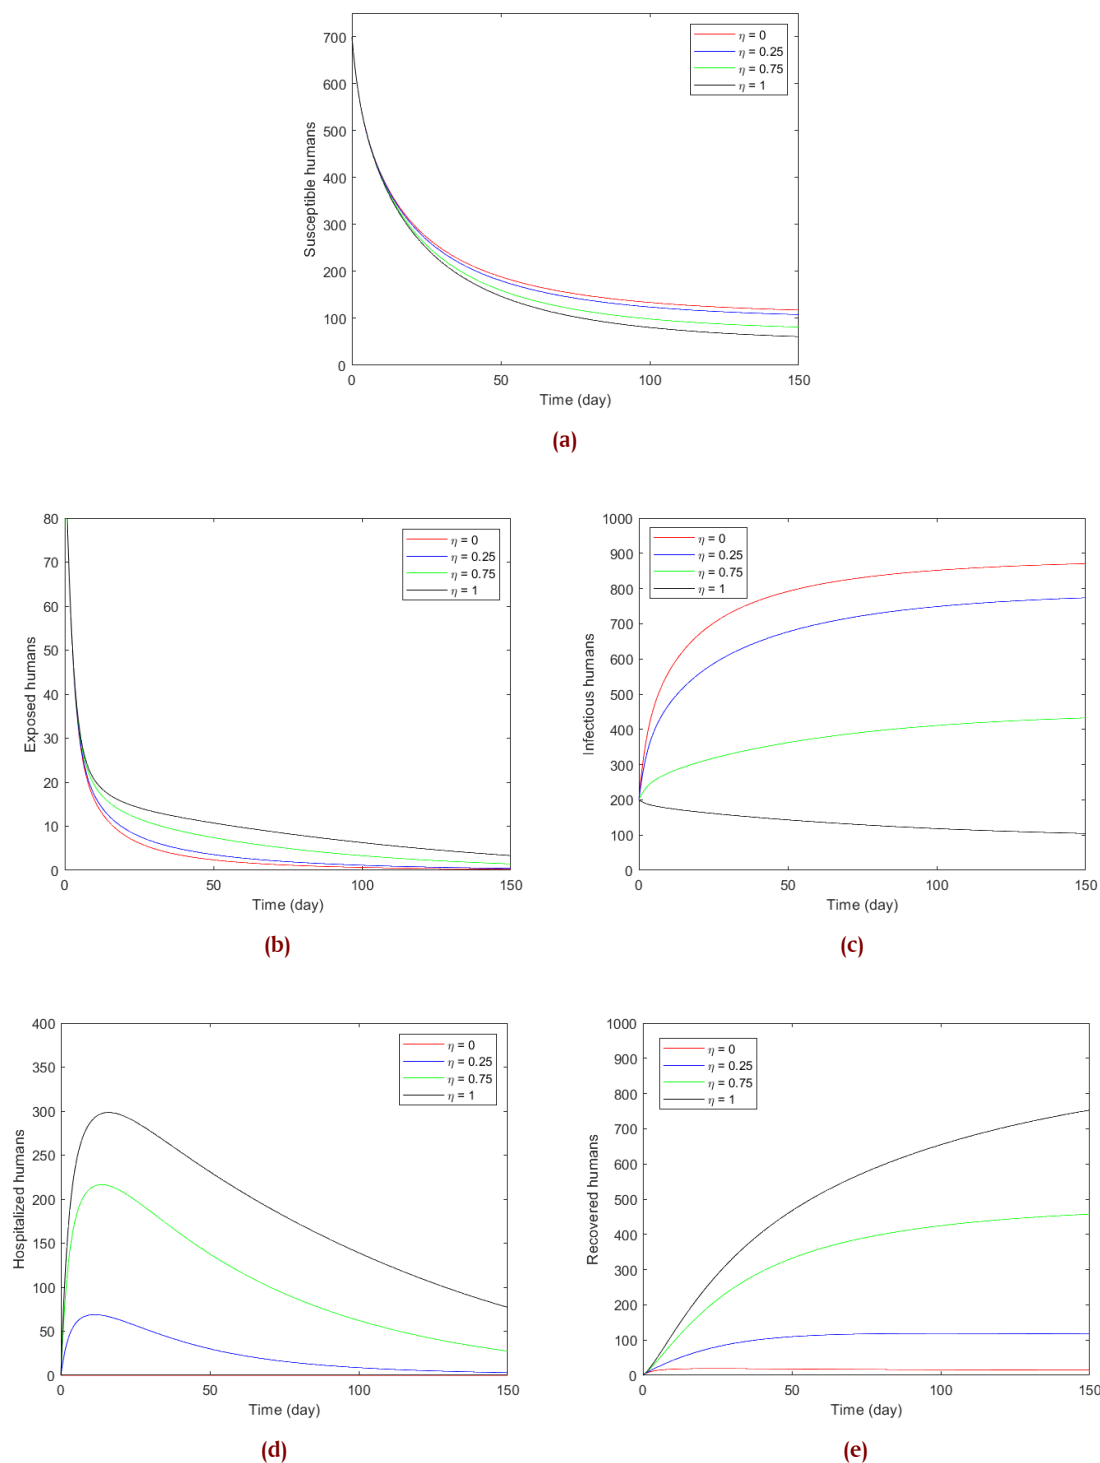 700
600
500
400
300
200
100
0
Susceptible humans
η = 0
η = 0.25
η = 0.75
η = 1
0 50 100 150
Time (day)
(a)
80
70
60
50
40
30
20
10
0
Exposed humans
η = 0
η = 0.25
η = 0.75
η = 1
0 50 100 150
Time (day)
(b)
1000
900
800
700
600
500
400
300
200
100
0
Infectious humans
η = 0
η = 0.25
η = 0.75
η = 1
0 50 100 150
Time (day)
(c)
400
350
300
250
200
150
100
50
0
Hospitalized humans
η = 0
η = 0.25
η = 0.75
η = 1
0 50 100 150
Time (day)
(d)
1000
900
800
700
600
500
400
300
200
100
0
Recovered humans
η = 0
η = 0.25
η = 0.75
η = 1
0 50 100 150
Time (day)
(e)